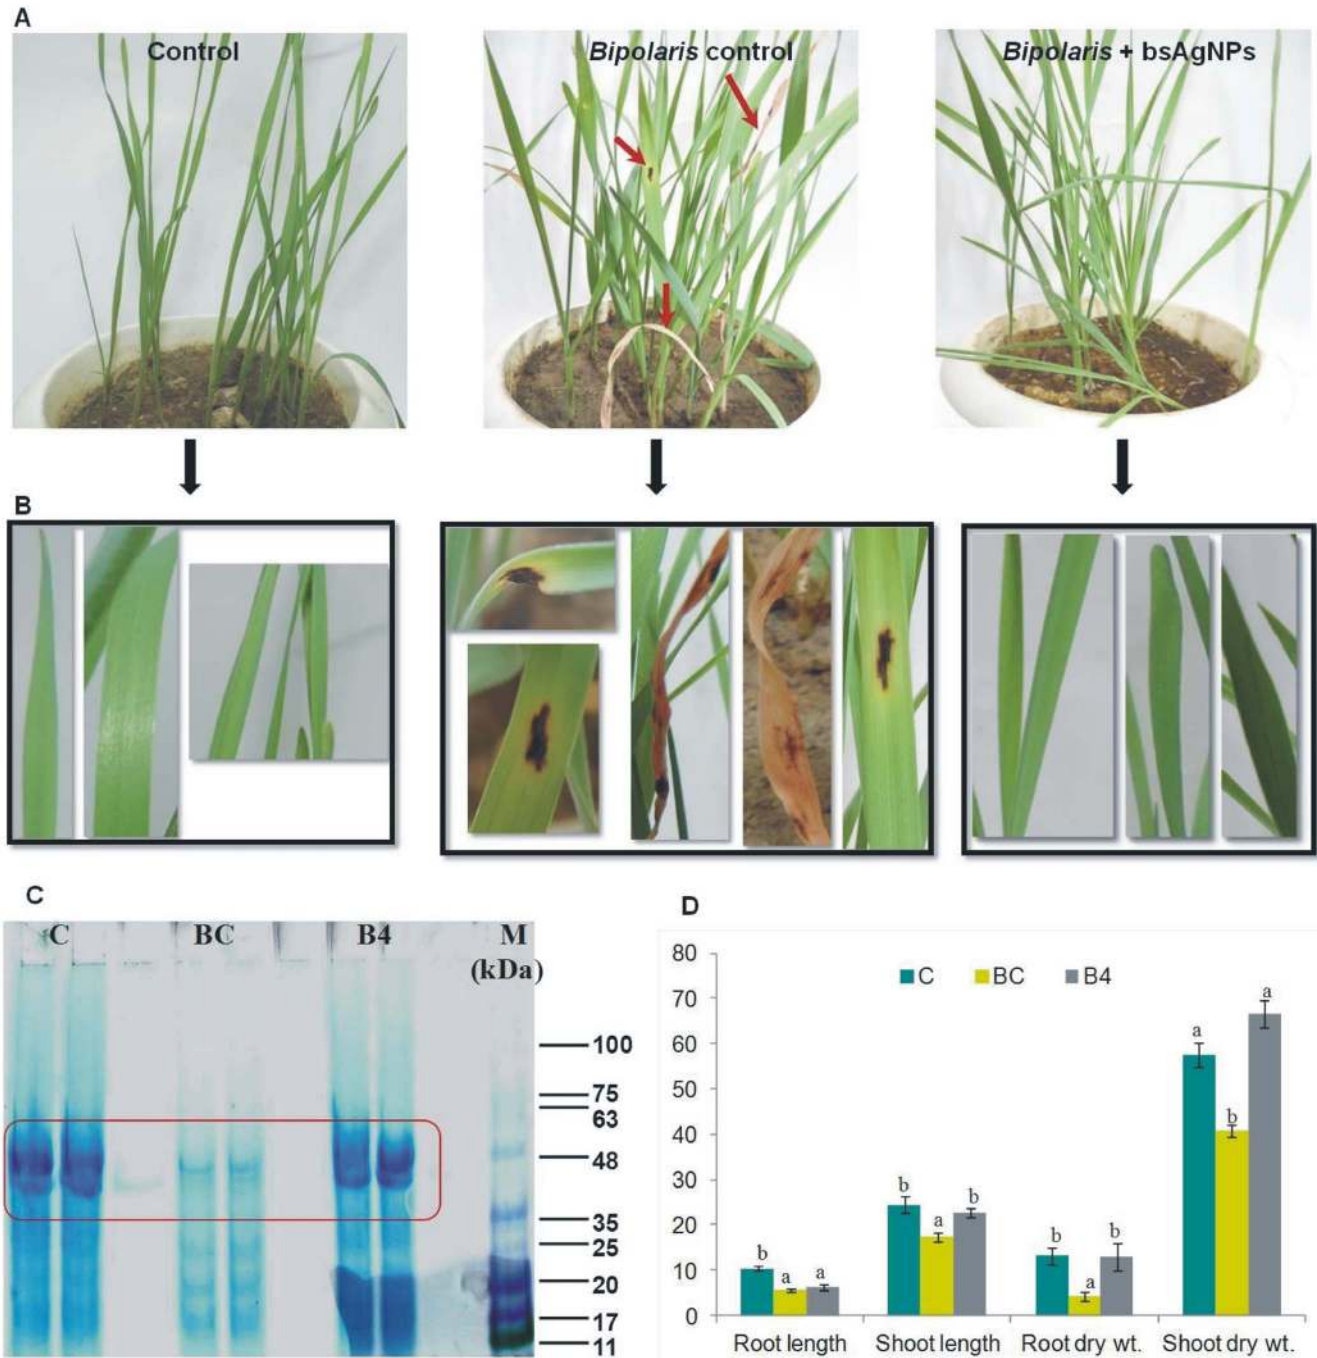 A
Control
Bipolaris control
Bipolaris + bsAgNPs
B
C
C BC B4 M
(kDa)
100
75
63
48
35
25
20
17
11
D
80
70
60
50
40
30
20
10
0
C BC B4
b a a
b a b
b a b
a b a
Root length Shoot length Root dry wt. Shoot dry wt.